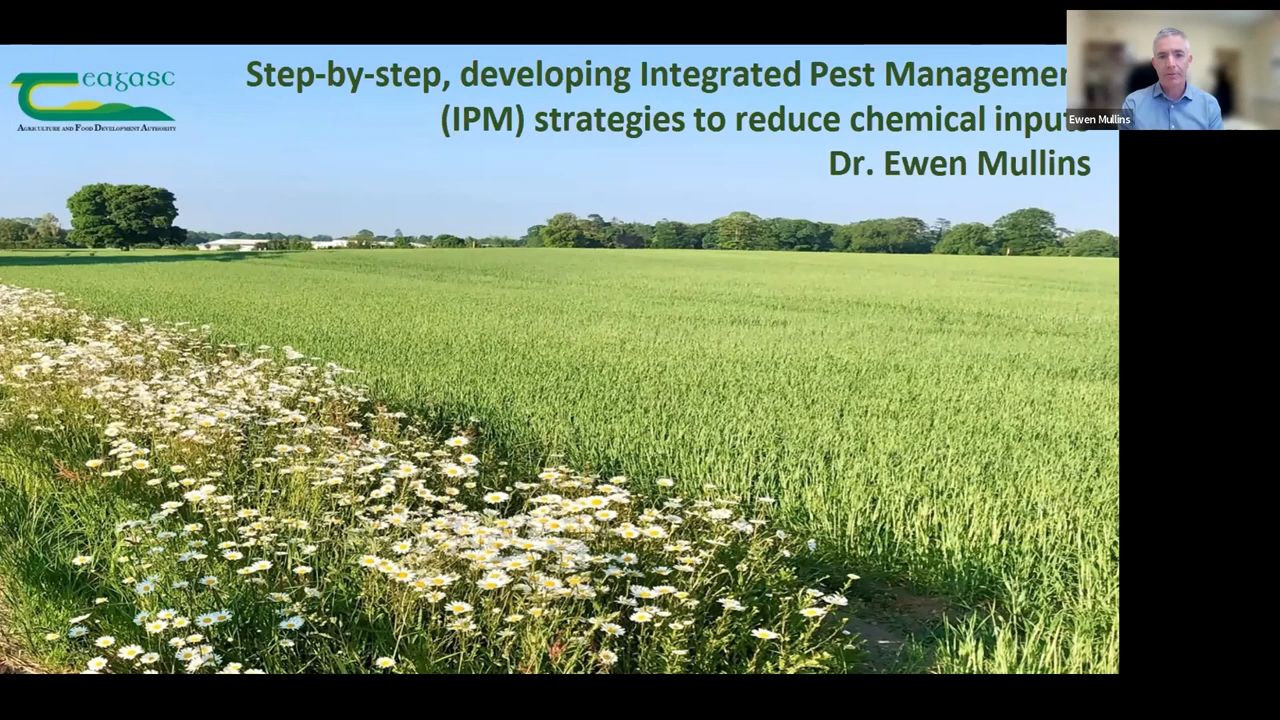 Teagasc
AGRICULTURE AND FOOD DEVELOPMENT AUTHORITY
Step-by-step, developing Integrated Pest Managemen
(IPM) strategies to reduce chemical inputs
Dr. Ewen Mullins
Ewen Mullins